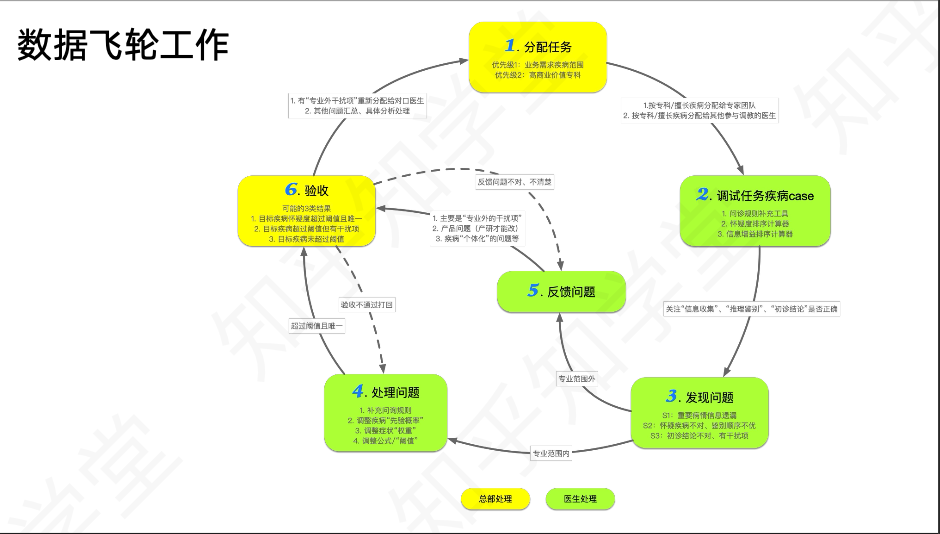 数据飞轮工作
1. 分配任务
优先级1：业务需求疾病范围
优先级2：高商业价值专科
1. 有“专业外干扰项”重新分配给对口医生
2. 其他问题汇总、具体分析处理
1.按专科/擅长疾病分配给专家团队
2. 按专科/擅长疾病分配给其他参与调教的医生
6. 验收
可能的3类结果
1. 目标疾病怀疑度超过阈值且唯一
2. 目标疾病超过阈值但有干扰项
3. 目标疾病未超过阈值
反馈问题不对、不清楚
2. 调试任务疾病case
1. 问诊规则补充工具
2. 怀疑度排序计算器
3. 信息增益排序计算器
1. 主要是“专业外的干扰项”
2. 产品问题（产研才能改）
3. 疾病“个体化”的问题等
5. 反馈问题
验收不通过打回
超过阈值且唯一
关注“信息收集”、“推理鉴别”、“初诊结论”是否正确
4. 处理问题
1. 补充问询规则
2. 调整疾病“先验概率”
3. 调整症状“权重”
4. 调整公式/“阈值”
专业范围外
3. 发现问题
S1：重要病情信息遗漏
S2：怀疑疾病不对、鉴别顺序不优
S3：初诊结论不对、有干扰项
专业范围内
总部处理
医生处理
知乎知学堂
知乎知学堂
知乎
学堂